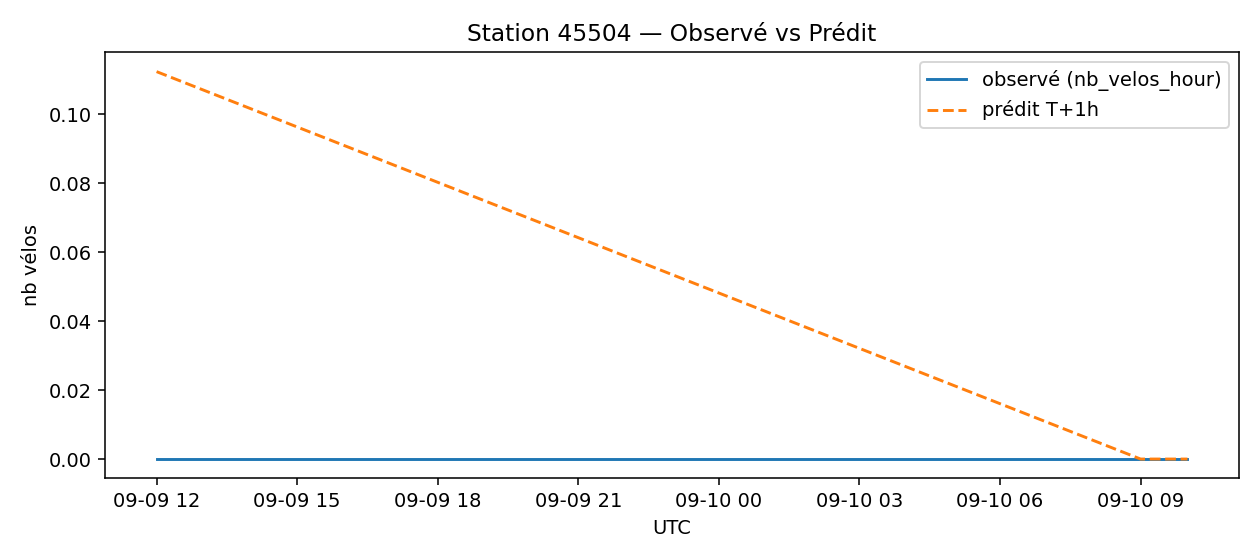 Station 45504 — Observé vs Prédit
observé (nb_velos_hour)
prédit T+1h
nb vélos
0.10
0.08
0.06
0.04
0.02
0.00
09-09 12
09-09 15
09-09 18
09-09 21
09-10 00
09-10 03
09-10 06
09-10 09
UTC